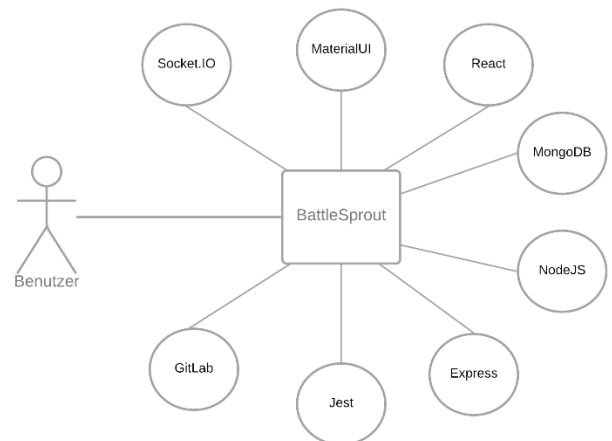 MaterialUI
Socket.IO
React
MongoDB
BattleSprout
NodeJS
Benutzer
GitLab
Express
Jest